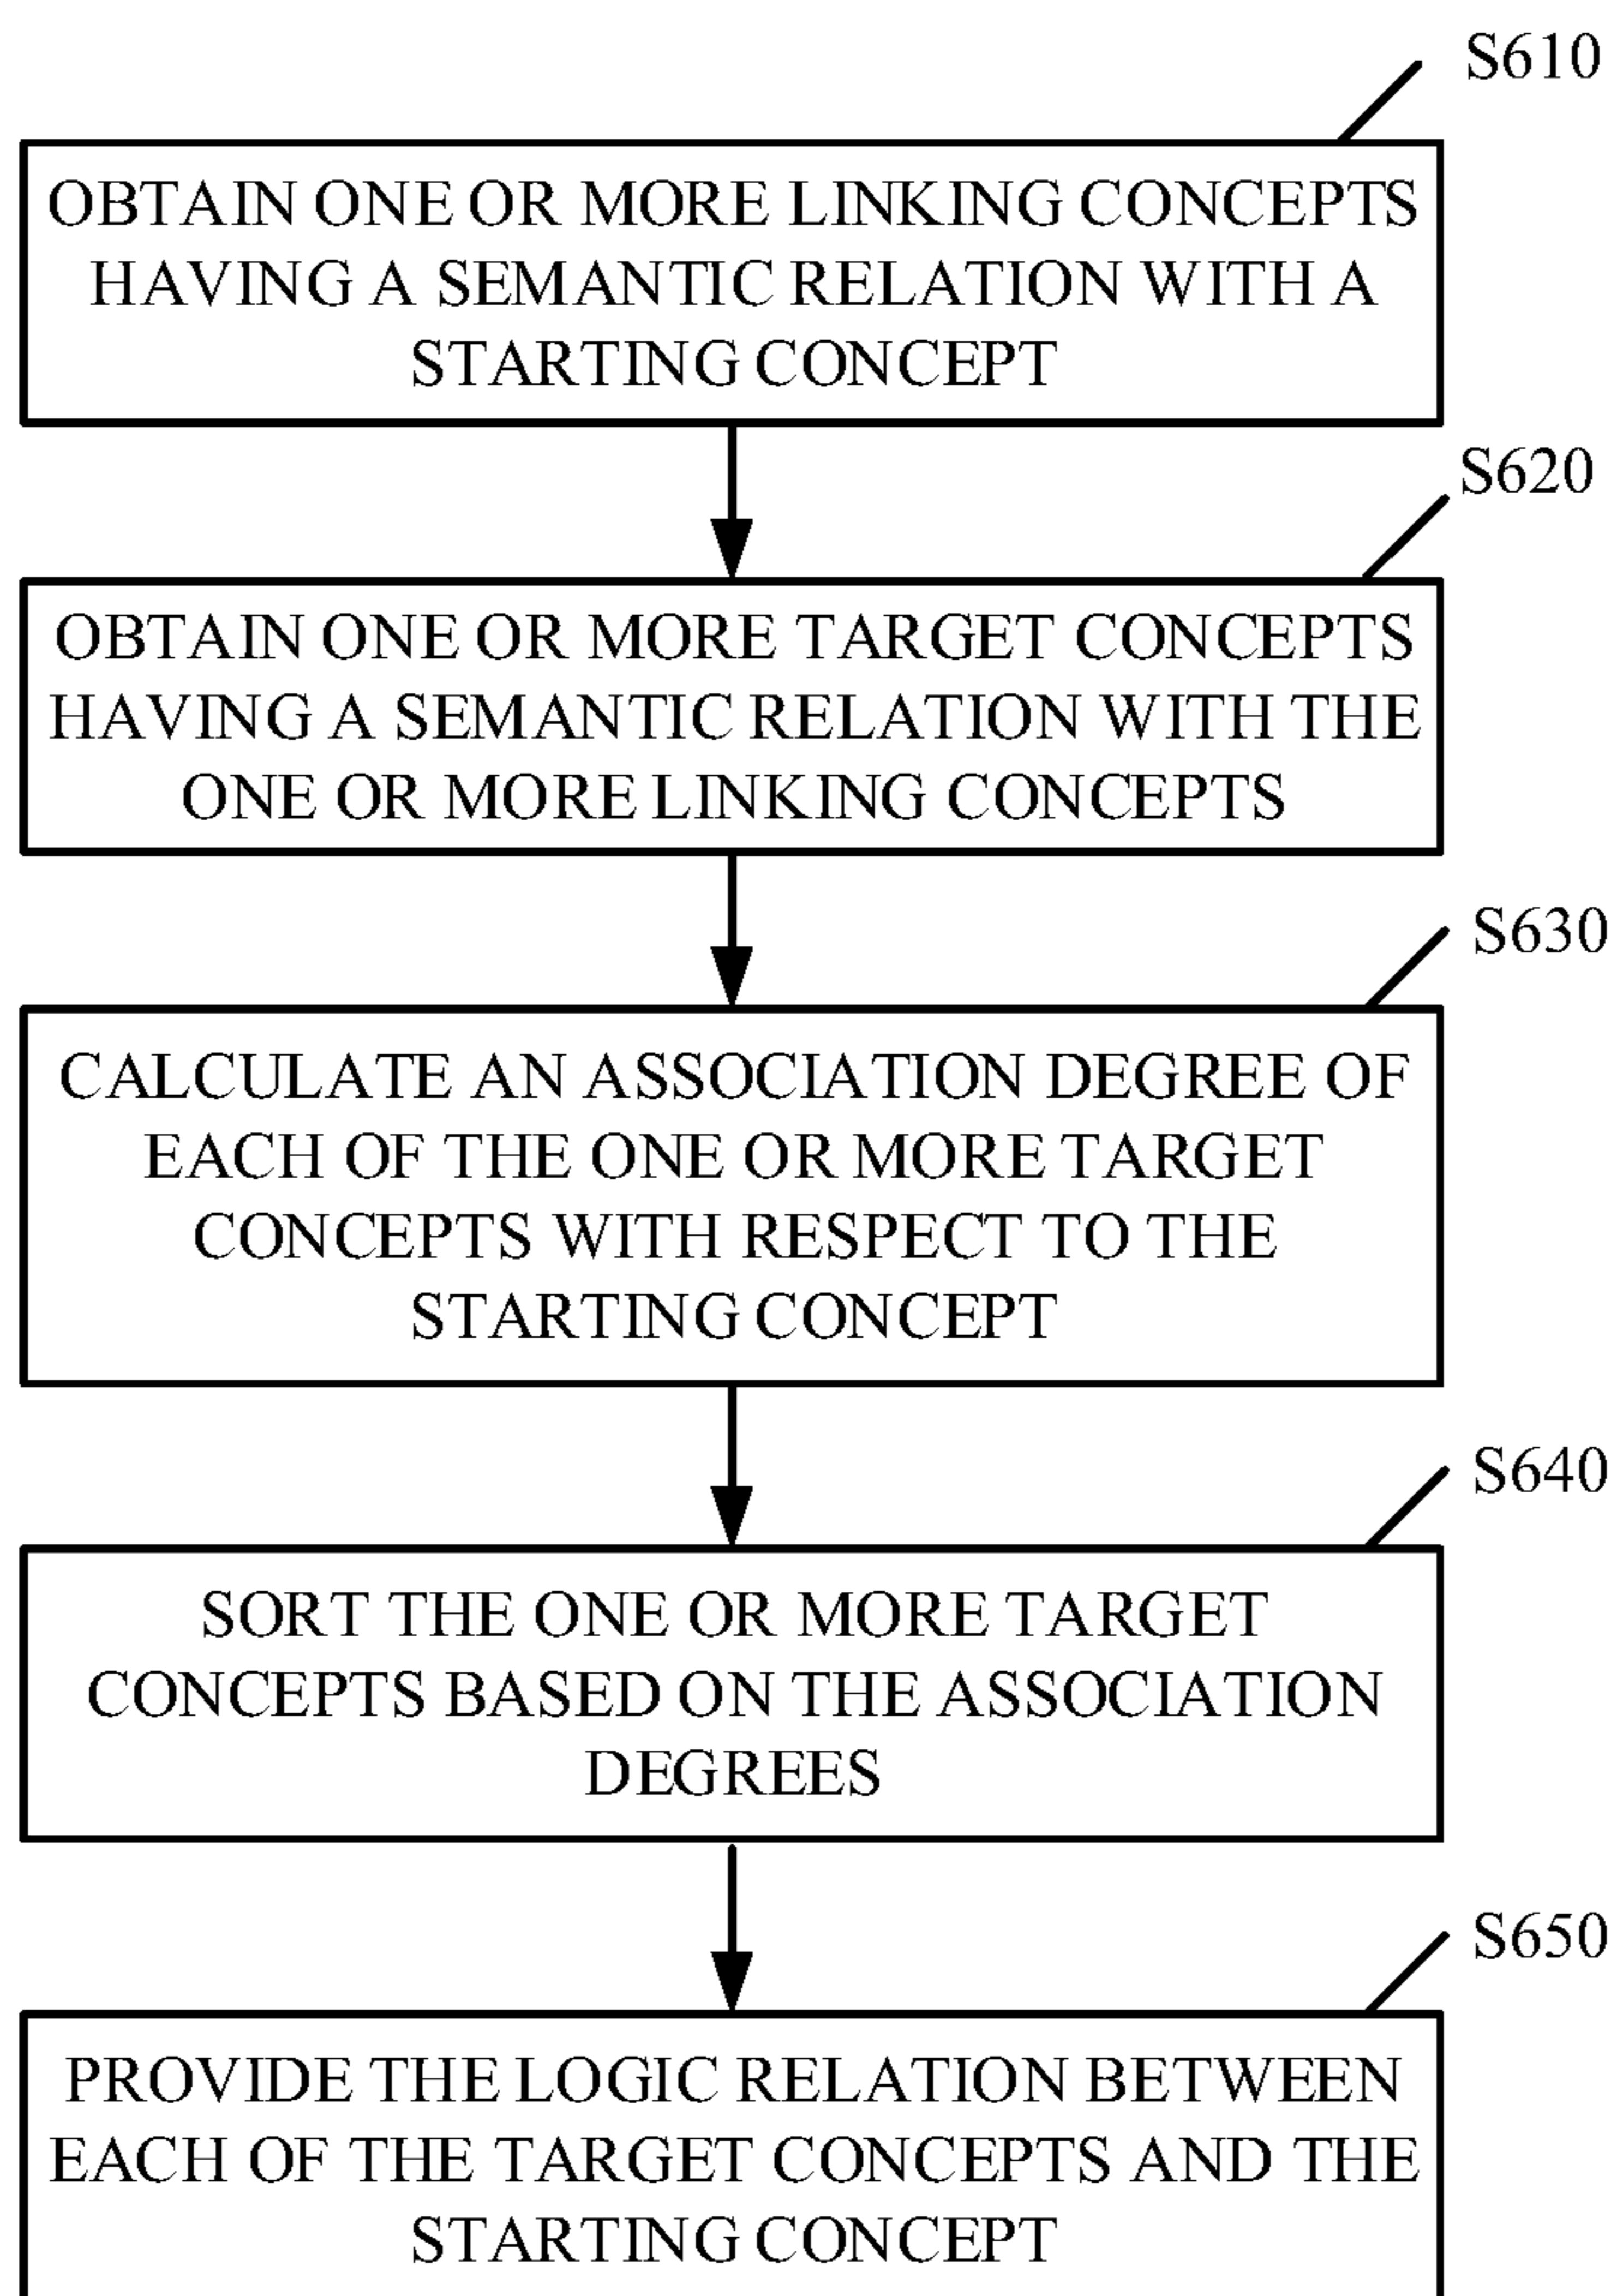 S610
OBTAIN ONE OR MORE LINKING CONCEPTS
HAVING A SEMANTIC RELATION WITH A
STARTING CONCEPT
S620
OBTAIN ONE OR MORE TARGET CONCEPTS
HAVING A SEMANTIC RELATION WITH THE
ONE OR MORE LINKING CONCEPTS
S630
CALCULATE AN ASSOCIATION DEGREE OF
EACH OF THE ONE OR MORE TARGET
CONCEPTS WITH RESPECT TO THE
STARTING CONCEPT
S640
SORT THE ONE OR MORE TARGET
CONCEPTS BASED ON THE ASSOCIATION
DEGREES
S650
PROVIDE THE LOGIC RELATION BETWEEN
EACH OF THE TARGET CONCEPTS AND THE
STARTING CONCEPT